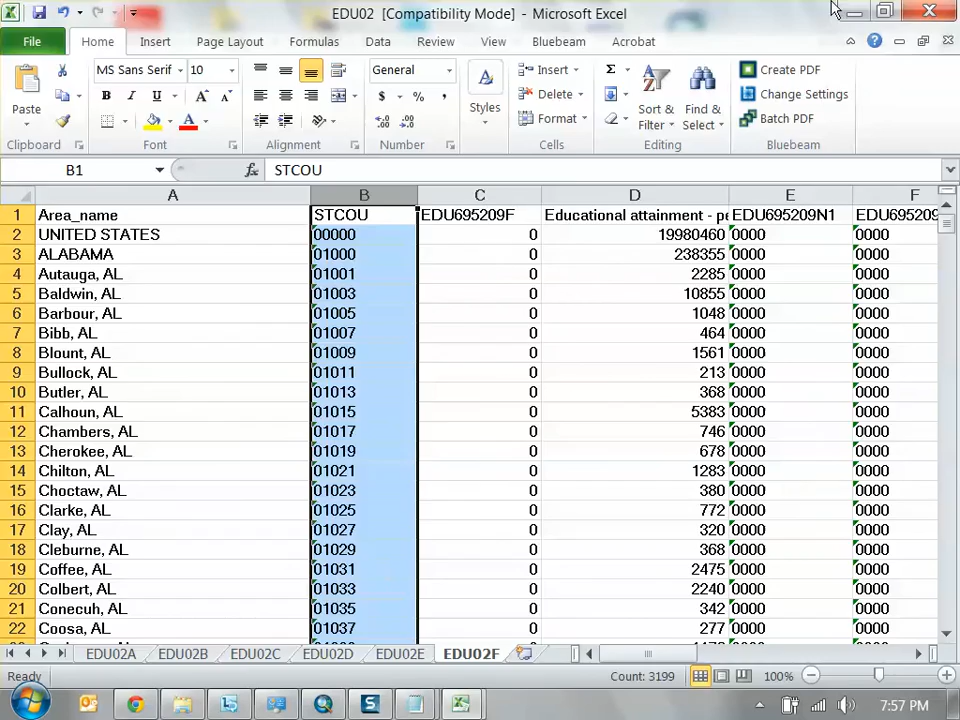 EDU02 [Compatibility Mode] - Microsoft Excel
File Home Insert Page Layout Formulas Data Review View Bluebeam Acrobat
Paste MS Sans Serif 10 B I U A A A General $ % , Styles Insert Delete Format Σ Sort & Filter Find & Select Create PDF Change Settings Batch PDF
Clipboard Font Alignment Number Cells Editing Bluebeam
B1 fx STCOU
A B C D E F
1 Area_name STCOU EDU695209F Educational attainment - pe EDU695209N1 EDU695209
2 UNITED STATES 00000 0 19980460 0000 0000
3 ALABAMA 01000 0 238355 0000 0000
4 Autauga, AL 01001 0 2285 0000 0000
5 Baldwin, AL 01003 0 10855 0000 0000
6 Barbour, AL 01005 0 1048 0000 0000
7 Bibb, AL 01007 0 464 0000 0000
8 Blount, AL 01009 0 1561 0000 0000
9 Bullock, AL 01011 0 213 0000 0000
10 Butler, AL 01013 0 368 0000 0000
11 Calhoun, AL 01015 0 5383 0000 0000
12 Chambers, AL 01017 0 746 0000 0000
13 Cherokee, AL 01019 0 678 0000 0000
14 Chilton, AL 01021 0 1283 0000 0000
15 Choctaw, AL 01023 0 380 0000 0000
16 Clarke, AL 01025 0 772 0000 0000
17 Clay, AL 01027 0 320 0000 0000
18 Cleburne, AL 01029 0 368 0000 0000
19 Coffee, AL 01031 0 2475 0000 0000
20 Colbert, AL 01033 0 2240 0000 0000
21 Conecuh, AL 01035 0 342 0000 0000
22 Coosa, AL 01037 0 277 0000 0000
EDU02A EDU02B EDU02C EDU02D EDU02E EDU02F
Ready Count: 3199 100%
7:57 PM